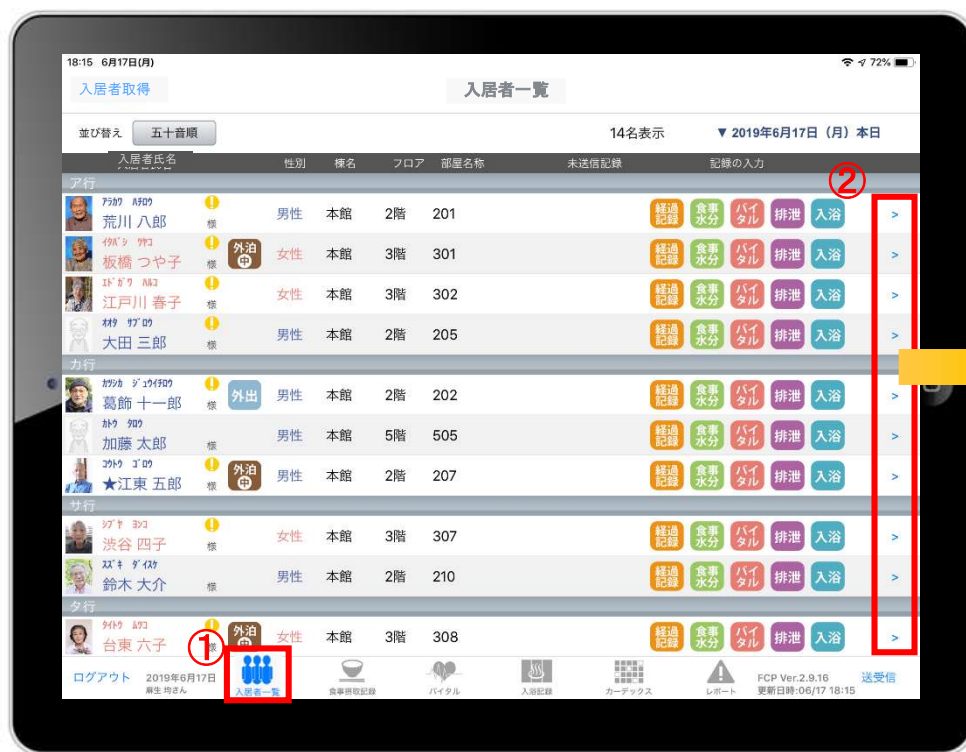 18:15 6月17日(月) 72%
入居者取得 入居者一覧
並び替え 五十音順 14名表示 ▼ 2019年6月17日（月）本日
入居者氏名 性別 棟名 フロア 部屋名称 未送信記録 記録の入力
②
ア行
アラカワ ハチロウ
荒川 八郎 様 男性 本館 2階 201 経過記録 食事水分 バイタル 排泄 入浴 >
イタバシ ツヤコ
板橋 つや子 様 外泊中 女性 本館 3階 301 経過記録 食事水分 バイタル 排泄 入浴 >
エドガワ ハルコ
江戸川 春子 様 女性 本館 3階 302 経過記録 食事水分 バイタル 排泄 入浴 >
オオタ サブロウ
大田 三郎 様 男性 本館 2階 205 経過記録 食事水分 バイタル 排泄 入浴 >
カ行
カツシカ ジュウイチロウ
葛飾 十一郎 様 外出 男性 本館 2階 202 経過記録 食事水分 バイタル 排泄 入浴 >
カトウ タロウ
加藤 太郎 様 男性 本館 5階 505 経過記録 食事水分 バイタル 排泄 入浴 >
コウトウ ゴロウ
★江東 五郎 様 外泊中 男性 本館 2階 207 経過記録 食事水分 バイタル 排泄 入浴 >
サ行
シブヤ ヨンコ
渋谷 四子 様 女性 本館 3階 307 経過記録 食事水分 バイタル 排泄 入浴 >
スズキ ダイスケ
鈴木 大介 様 男性 本館 2階 210 経過記録 食事水分 バイタル 排泄 入浴 >
タ行
タイトウ ムツコ
台東 六子 様 外泊中 女性 本館 3階 308 経過記録 食事水分 バイタル 排泄 入浴 >
①
ログアウト 2019年6月17日 麻生 均さん 入居者一覧 食事摂取記録 バイタル 入浴記録 カーデックス レポート FCP Ver.2.9.16 更新日時:06/17 18:15 送受信